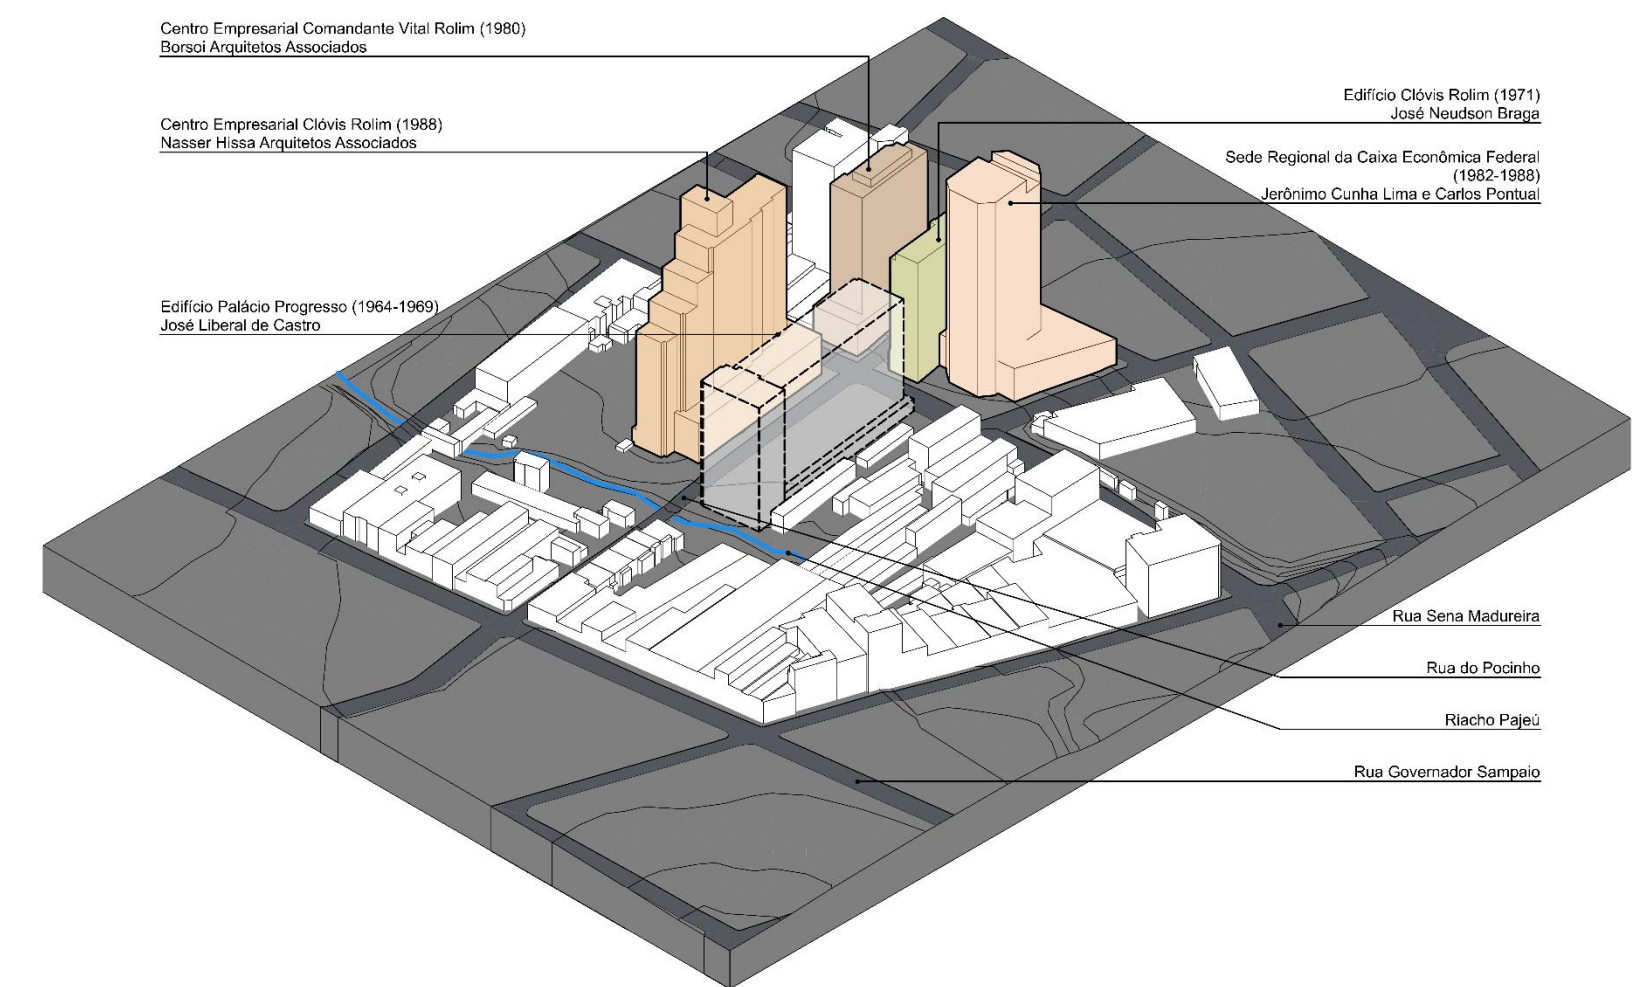 Centro Empresarial Comandante Vital Rolim (1980)
Borsoi Arquitetos Associados
Centro Empresarial Clóvis Rolim (1988)
Nasser Hissa Arquitetos Associados
Edifício Palácio Progresso (1964-1969)
José Liberal de Castro
Edifício Clóvis Rolim (1971)
José Neudson Braga
Sede Regional da Caixa Econômica Federal
(1982-1988)
Jerônimo Cunha Lima e Carlos Pontual
Rua Sena Madureira
Rua do Pocinho
Riacho Pajeú
Rua Governador Sampaio